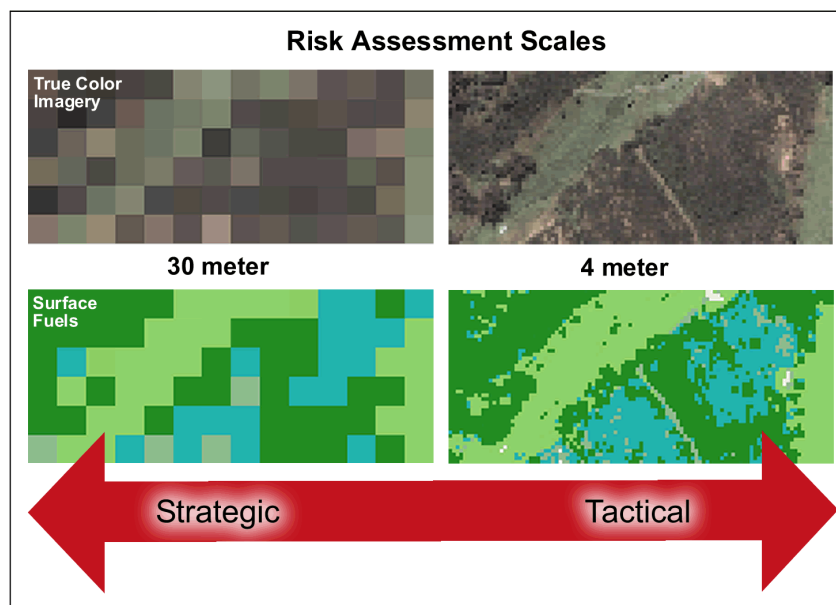 Risk Assessment Scales
True Color
Imagery
30 meter
4 meter
Surface
Fuels
Strategic
Tactical